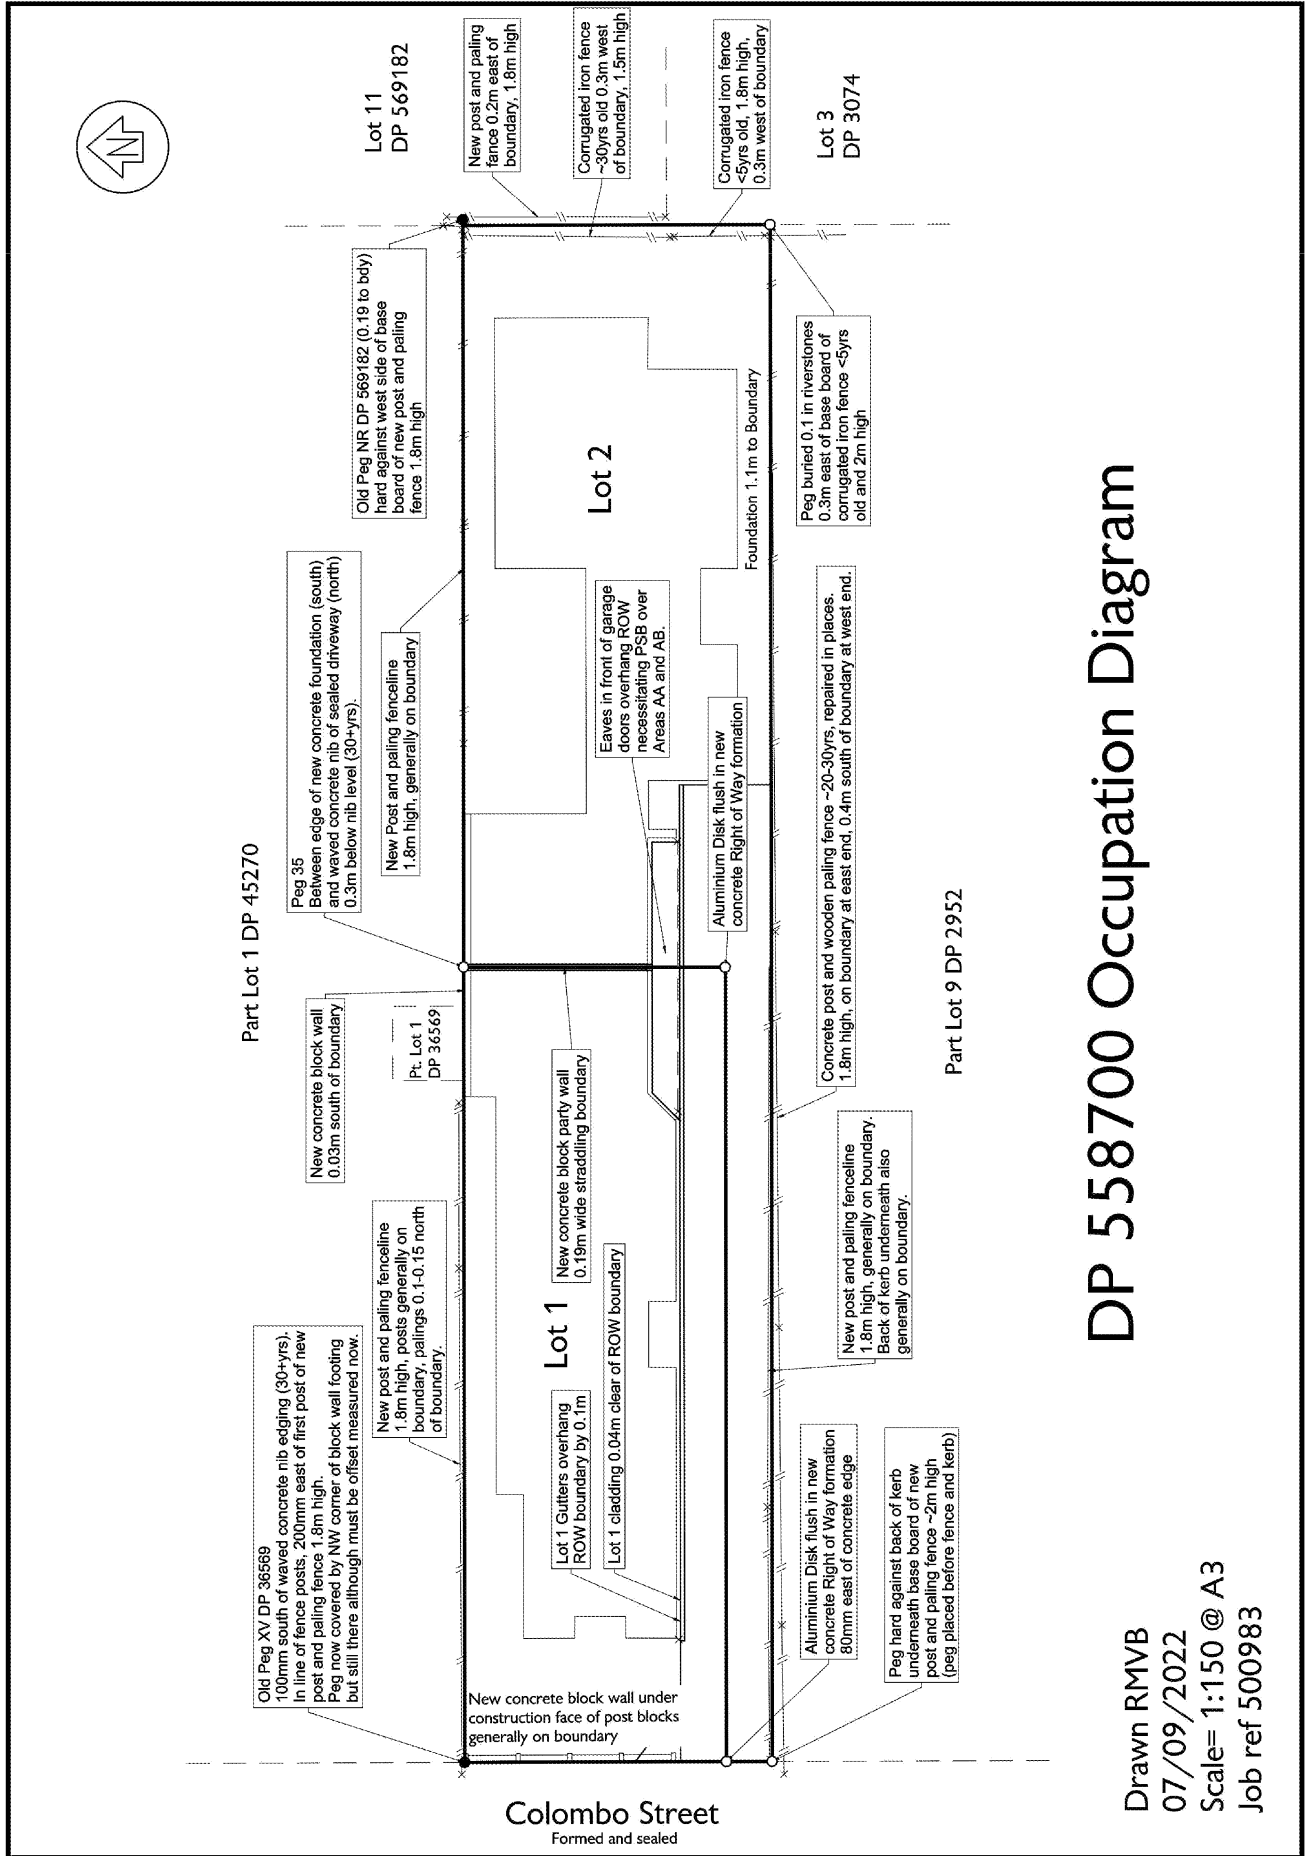 N
Lot 11
DP 569182
New post and paling
fance 0.2m east of
boundary, 1.8m high
Corrugated iron fence
~30yrs old 0.3m west
of boundary, 1.5m high
Corrugated iron fence
<5yrs old, 1.8m high,
0.3m west of boundary
Lot 3
DP 3074
Old Peg NR DP 569182 (0.19 to bdy)
hard against west side of base
board of new post and paling
fence 1.8m high
Peg buried 0.1 in riverstones
0.3m east of base board of
corrugated iron fence <5yrs
old and 2m high
Lot 2
Foundation 1.1m to Boundary
Part Lot 1 DP 45270
Peg 35
Between edge of new concrete foundation (south)
and waved concrete nib of sealed driveway (north)
0.3m below nib level (30+yrs).
New Post and paling fenceline
1.8m high, generally on boundary
Eaves in front of garage
doors overhang ROW
necessitating PSB over
Areas AA and AB.
Aluminium Disk flush in new
concrete Right of Way formation
New concrete block wall
0.03m south of boundary
Pt. Lot 1
DP 36569
New concrete block party wall
0.19m wide straddling boundary
Concrete post and wooden paling fence ~20-30yrs, repaired in places.
1.8m high, on boundary at east end, 0.4m south of boundary at west end.
Part Lot 9 DP 2952
Old Peg XV DP 36569
100mm south of waved concrete nib edging (30+yrs).
In line of fence posts, 200mm east of first post of new
post and paling fence 1.8m high.
Peg now covered by NW corner of block wall footing
but still there although must be offset measured now.
New post and paling fenceline
1.8m high, posts generally on
boundary, palings 0.1-0.15 north
of boundary.
Lot 1
Lot 1 Gutters overhang
ROW boundary by 0.1m
Lot 1 cladding 0.04m clear of ROW boundary
New post and paling fenceline
1.8m high, generally on boundary.
Back of kerb underneath also
generally on boundary.
Aluminium Disk flush in new
concrete Right of Way formation
80mm east of concrete edge
Peg hard against back of kerb
underneath base board of new
post and paling fence ~2m high
(peg placed before fence and kerb)
New concrete block wall under
construction face of post blocks
generally on boundary
Colombo Street
Formed and sealed
DP 558700 Occupation Diagram
Drawn RMVB
07/09/2022
Scale= 1:150 @ A3
Job ref 500983